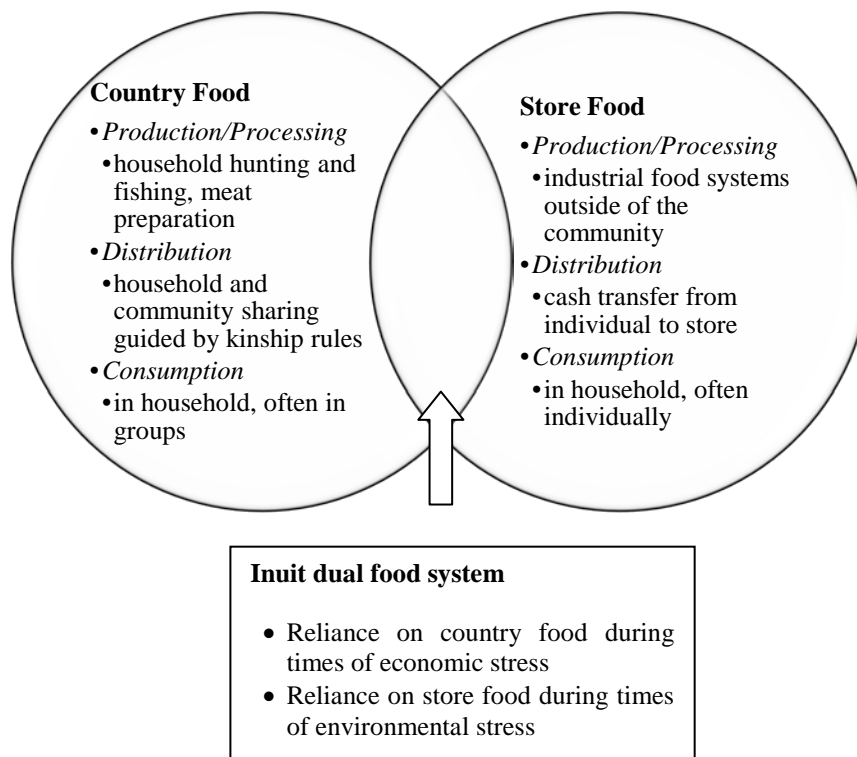 Country Food
•Production/Processing
•household hunting and
fishing, meat
preparation
•Distribution
•household and
community sharing
guided by kinship rules
•Consumption
•in household, often in
groups
Store Food
•Production/Processing
•industrial food systems
outside of the
community
•Distribution
•cash transfer from
individual to store
•Consumption
•in household, often
individually
Inuit dual food system
• Reliance on country food during
times of economic stress
• Reliance on store food during times
of environmental stress